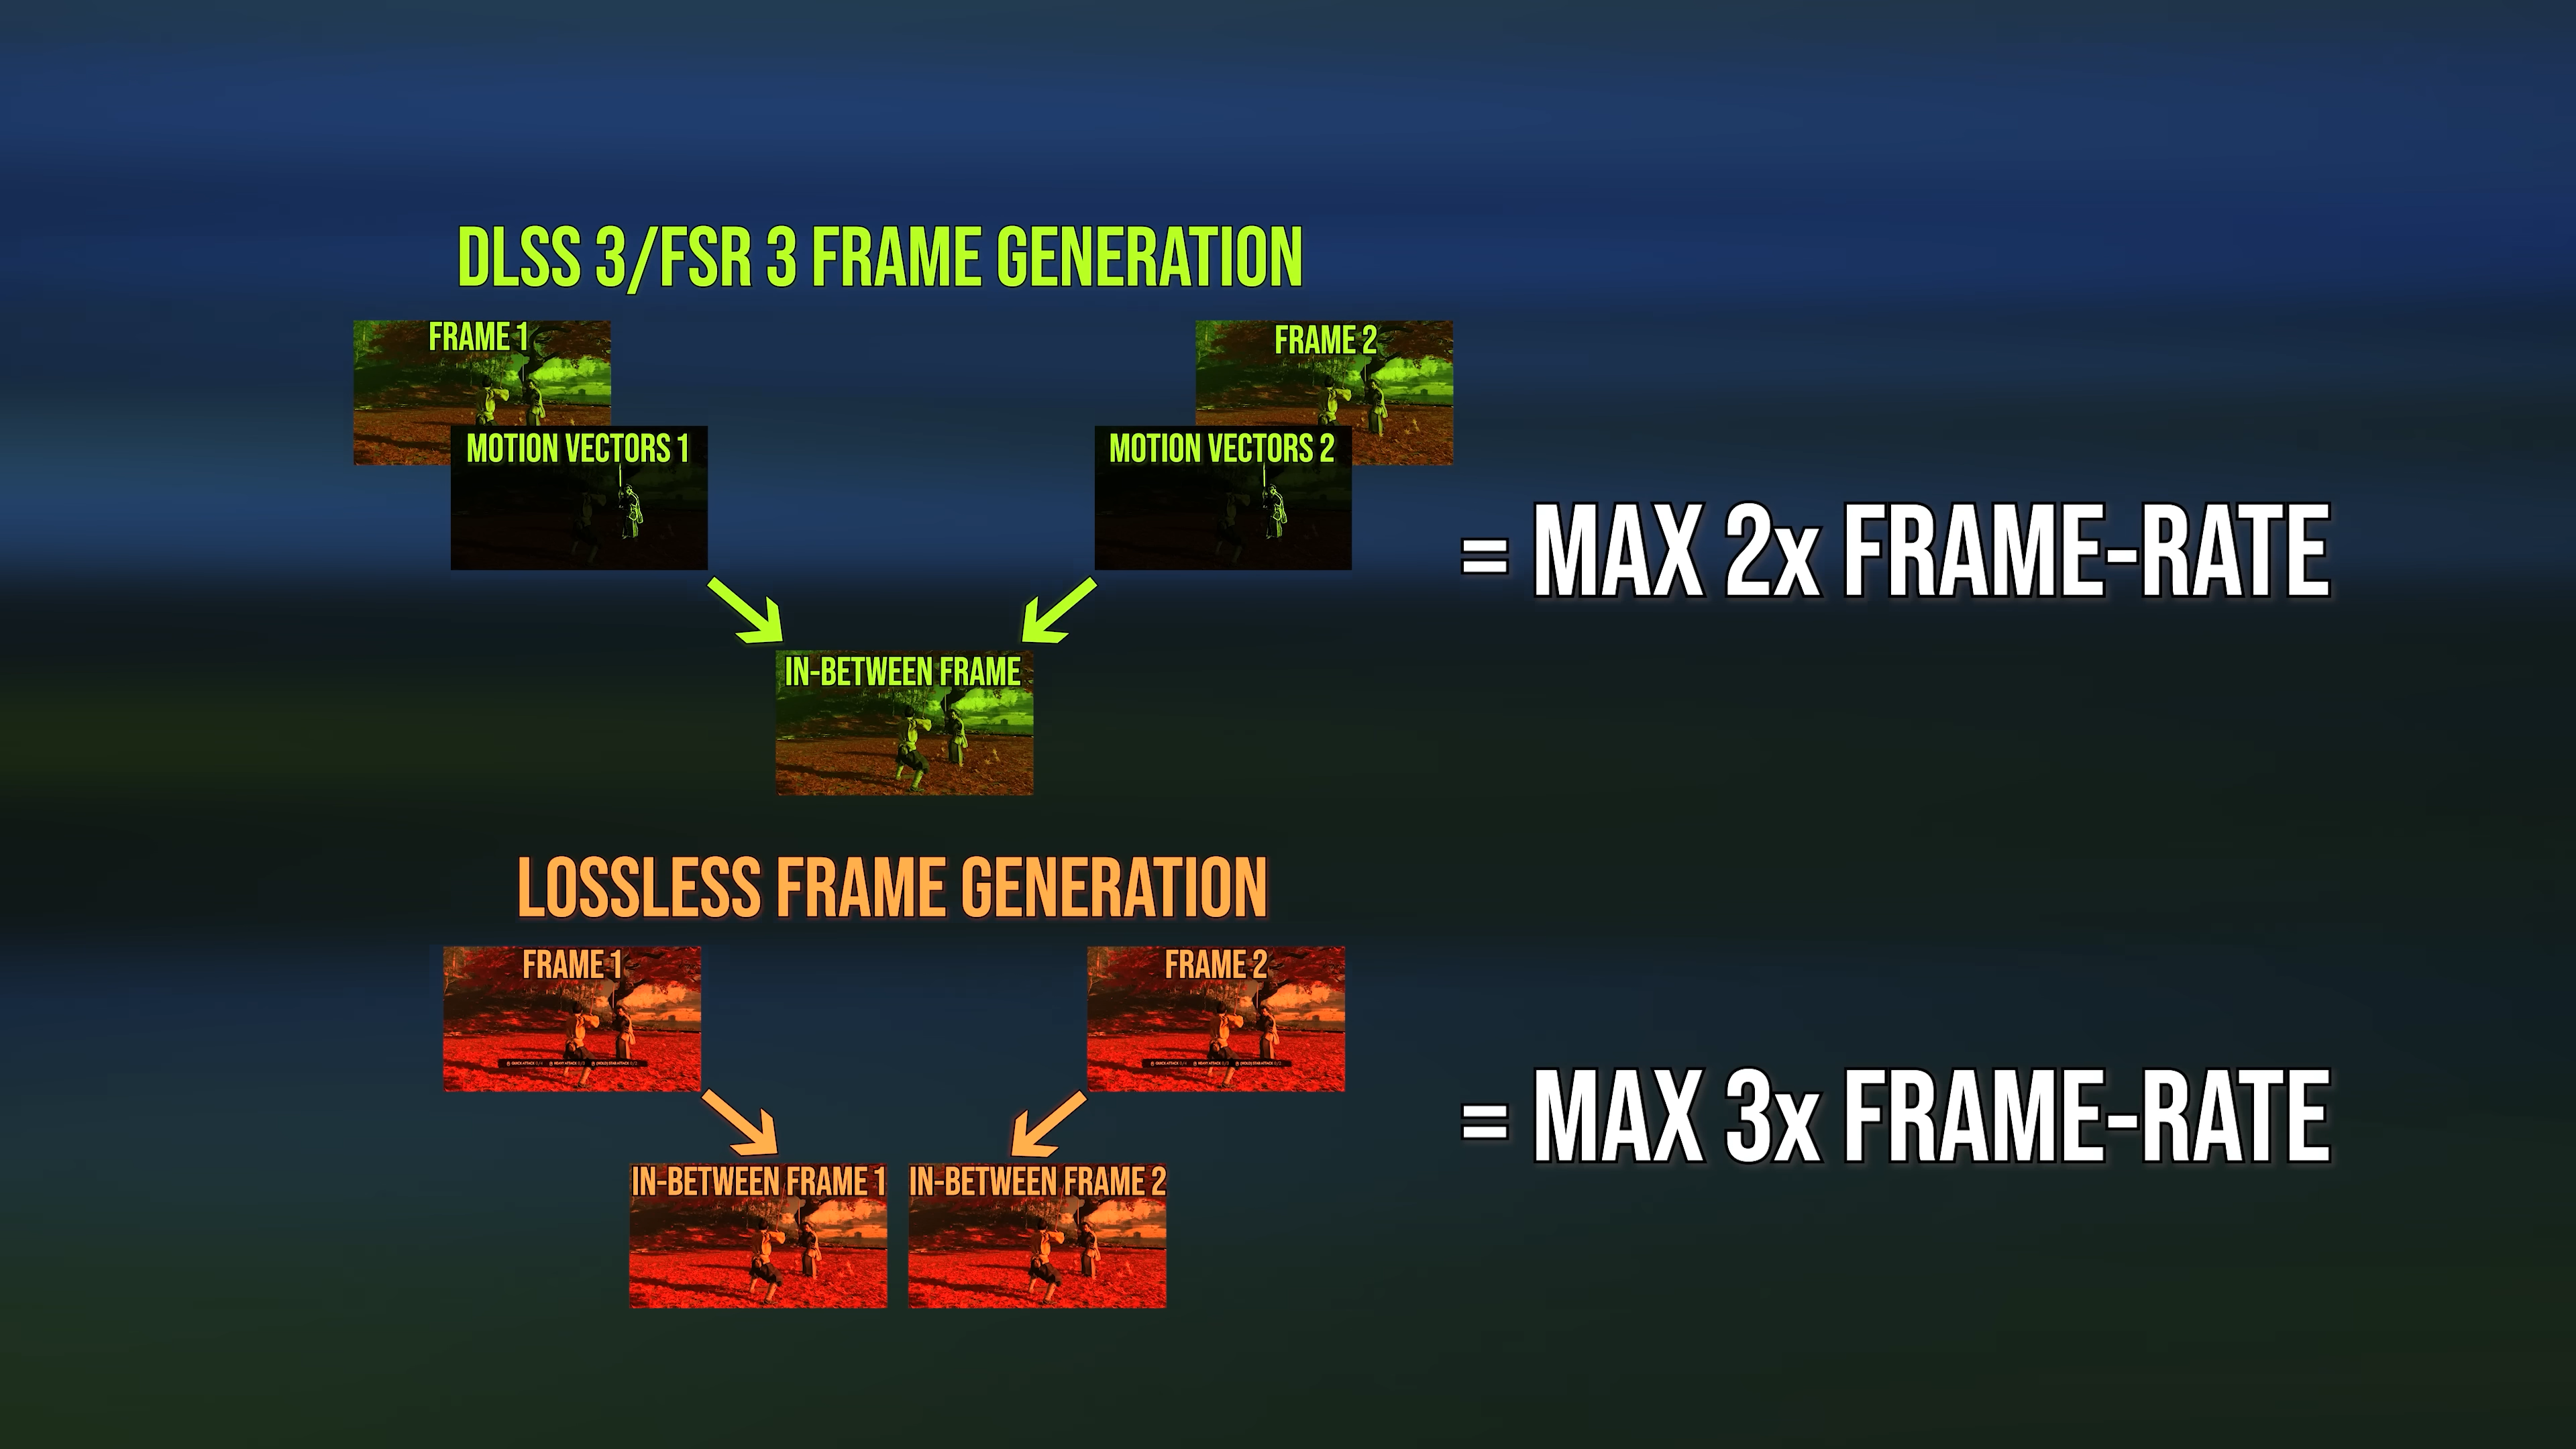 DLSS 3/FSR 3 FRAME GENERATION
FRAME 1
FRAME 2
MOTION VECTORS 1
MOTION VECTORS 2
= MAX 2x FRAME-RATE
IN-BETWEEN FRAME
LOSSLESS FRAME GENERATION
FRAME 1
FRAME 2
= MAX 3x FRAME-RATE
IN-BETWEEN FRAME 1
IN-BETWEEN FRAME 2